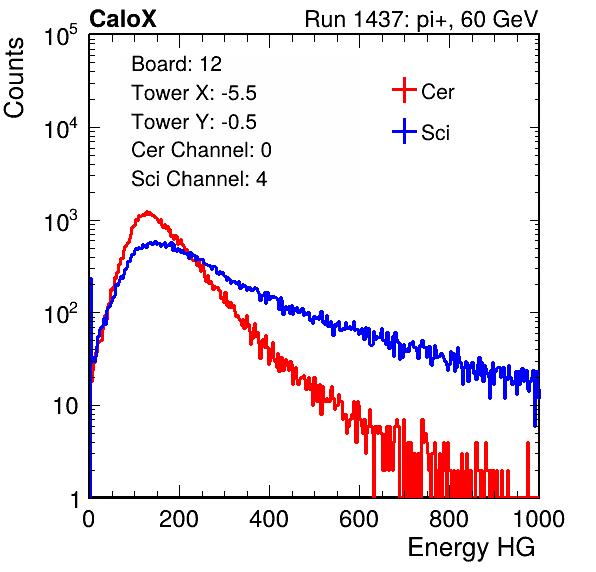 CaloX Run 1437: pi+, 60 GeV
Counts
Board: 12
Tower X: -5.5
Tower Y: -0.5
Cer Channel: 0
Sci Channel: 4
Cer
Sci
10^5
10^4
10^3
10^2
10
1
0 200 400 600 800 1000
Energy HG